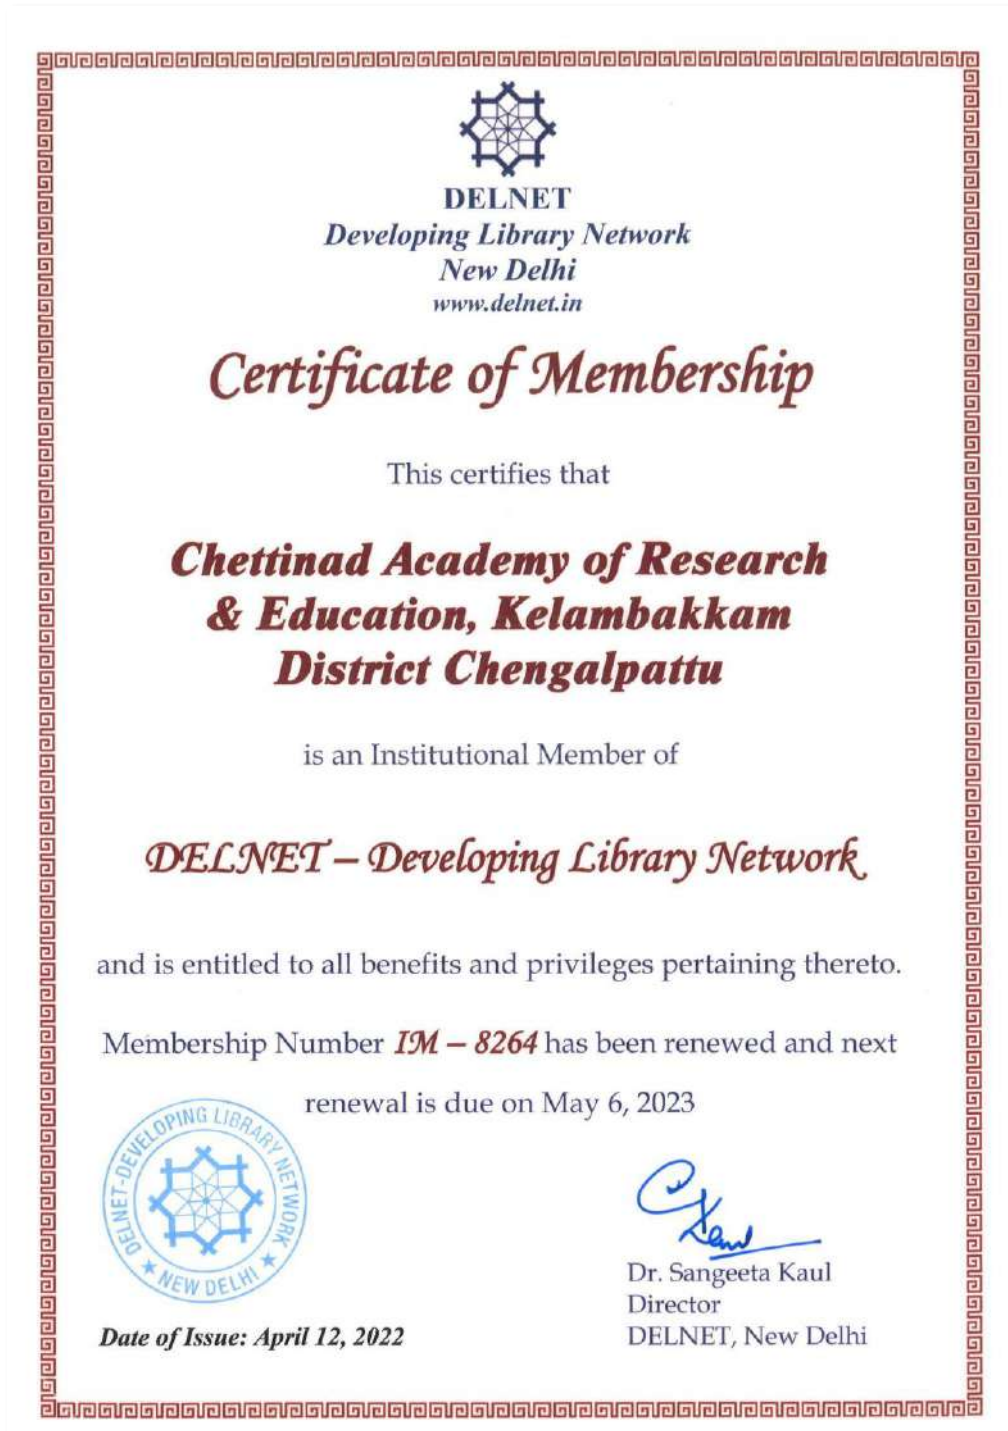 DELNET
Developing Library Network
New Delhi
www.delnet.in
Certificate of Membership
This certifies that
Chettinad Academy of Research
& Education, Kelambakkam
District Chengalpattu
is an Institutional Member of
DELNET – Developing Library Network
and is entitled to all benefits and privileges pertaining thereto.
Membership Number IM – 8264 has been renewed and next
renewal is due on May 6, 2023
DELNET-DEVELOPING LIBRARY NETWORK
★ NEW DELHI ★
Kaul
Dr. Sangeeta Kaul
Director
DELNET, New Delhi
Date of Issue: April 12, 2022